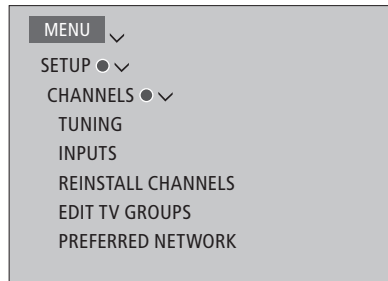 MENU
SETUP
CHANNELS
TUNING
INPUTS
REINSTALL CHANNELS
EDIT TV GROUPS
PREFERRED NETWORK